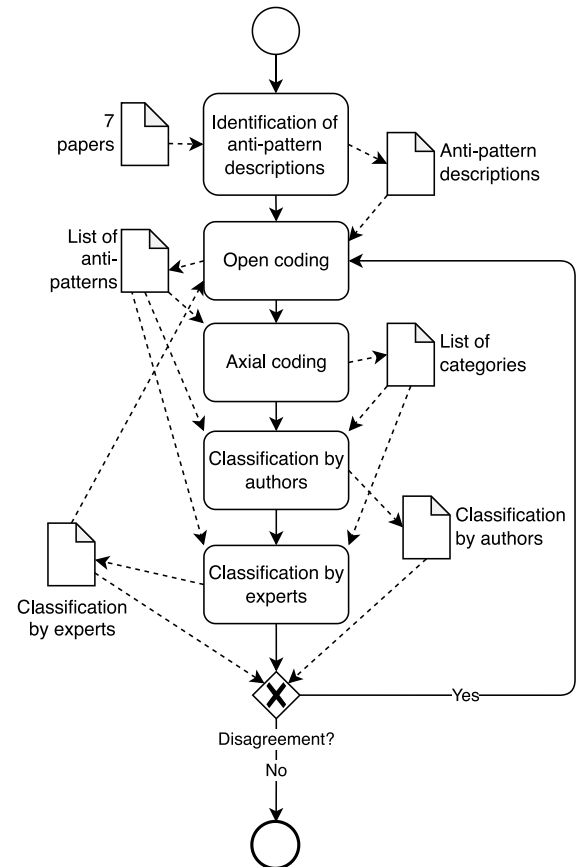 7
papers
Identification of
anti-pattern
descriptions
Anti-pattern
descriptions
List of
anti-
patterns
Open coding
Axial coding
List of
categories
Classification by
authors
Classification
by authors
Classification by
experts
Classification
by experts
Yes
Disagreement?
No